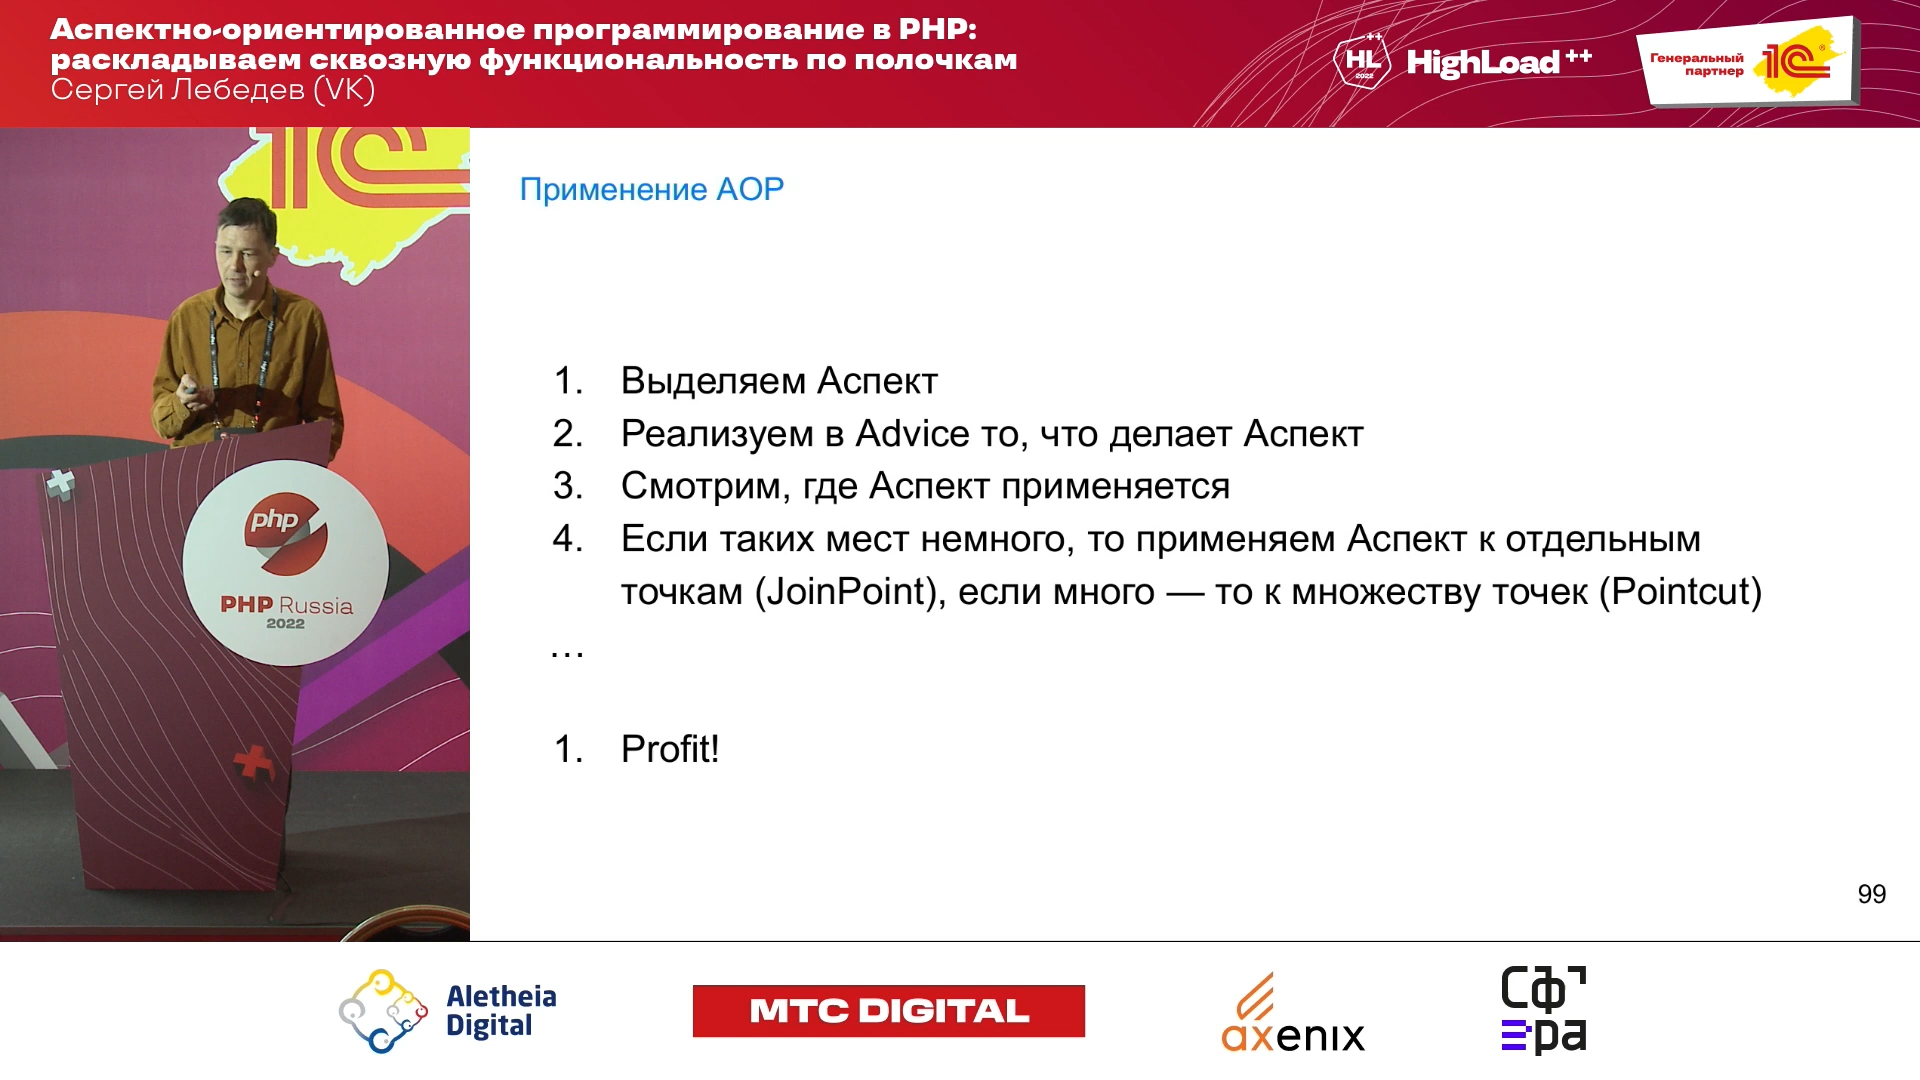 Аспектно-ориентированное программирование в PHP:
раскладываем сквозную функциональность по полочкам
Сергей Лебедев (VK)
++
HL
2022
HighLoad++
Генеральный
партнер
1С®
1С
Применение AOP
1. Выделяем Аспект
2. Реализуем в Advice то, что делает Аспект
3. Смотрим, где Аспект применяется
4. Если таких мест немного, то применяем Аспект к отдельным
точкам (JoinPoint), если много — то к множеству точек (Pointcut)
…
1. Profit!
99
php
PHP Russia
2022
Aletheia
Digital
МТС DIGITAL
axenix
Сф
ера